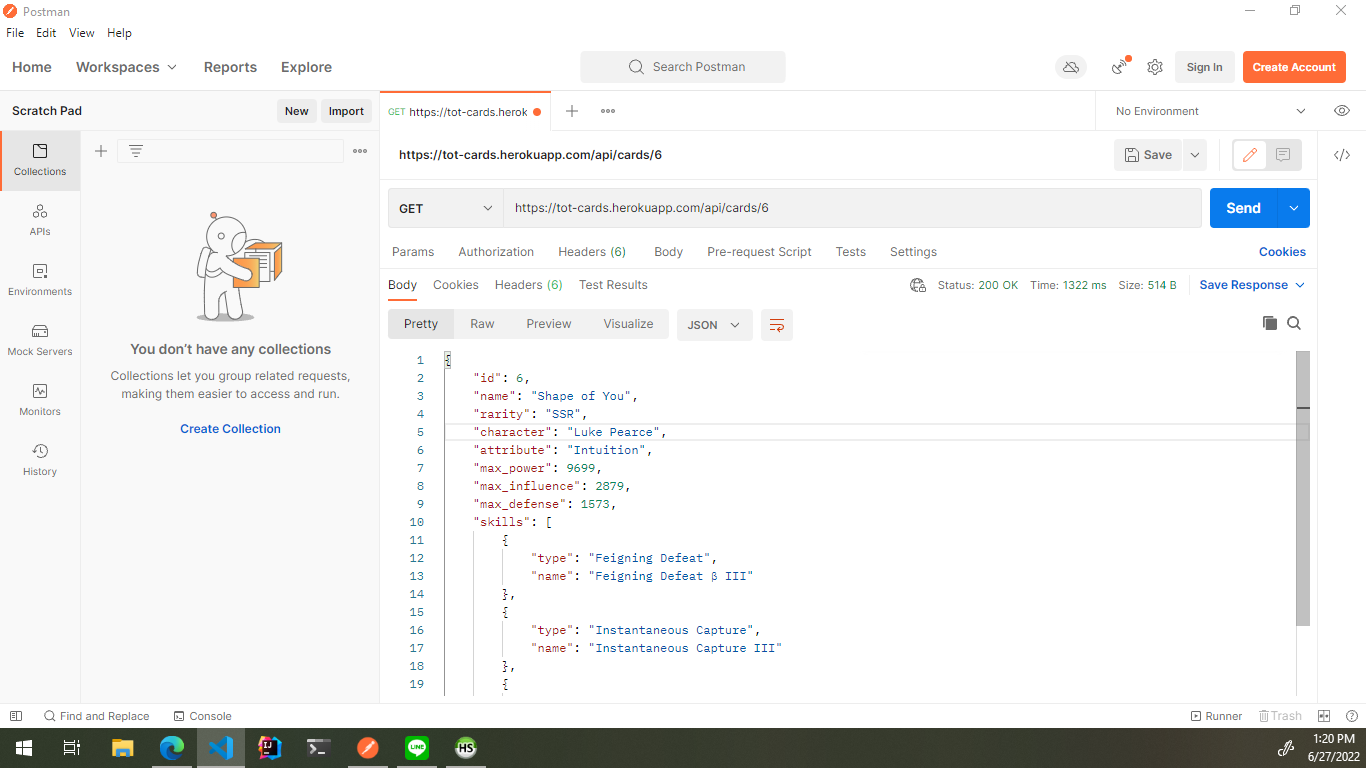 Postman
File Edit View Help
Home Workspaces Reports Explore Search Postman Sign In Create Account
Scratch Pad New Import
GET https://tot-cards.herok
No Environment
Collections
APIs
Environments
Mock Servers
Monitors
History
You don't have any collections
Collections let you group related requests,
making them easier to access and run.
Create Collection
https://tot-cards.herokuapp.com/api/cards/6
Save
GET https://tot-cards.herokuapp.com/api/cards/6 Send
Params Authorization Headers (6) Body Pre-request Script Tests Settings Cookies
Body Cookies Headers (6) Test Results Status: 200 OK Time: 1322 ms Size: 514 B Save Response
Pretty Raw Preview Visualize JSON
1 {
2 "id": 6,
3 "name": "Shape of You",
4 "rarity": "SSR",
5 "character": "Luke Pearce",
6 "attribute": "Intuition",
7 "max_power": 9699,
8 "max_influence": 2879,
9 "max_defense": 1573,
10 "skills": [
11 {
12 "type": "Feigning Defeat",
13 "name": "Feigning Defeat β III"
14 },
15 {
16 "type": "Instantaneous Capture",
17 "name": "Instantaneous Capture III"
18 },
19 {
Find and Replace Console Runner Trash
IJ LINE HS
1:20 PM
6/27/2022